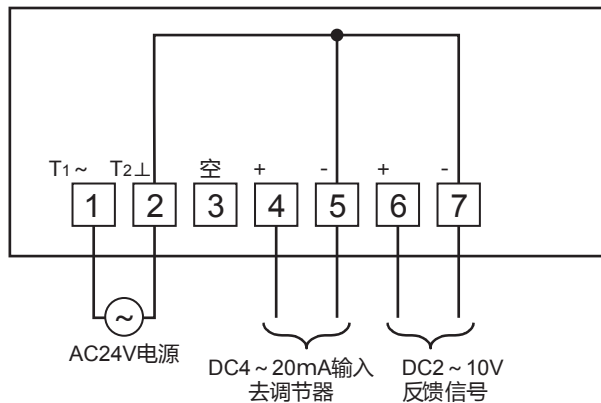 T1~ T2⊥ 空 + - + -
1 2 3 4 5 6 7
~
AC24V电源
DC4~20mA输入
去调节器
DC2~10V
反馈信号